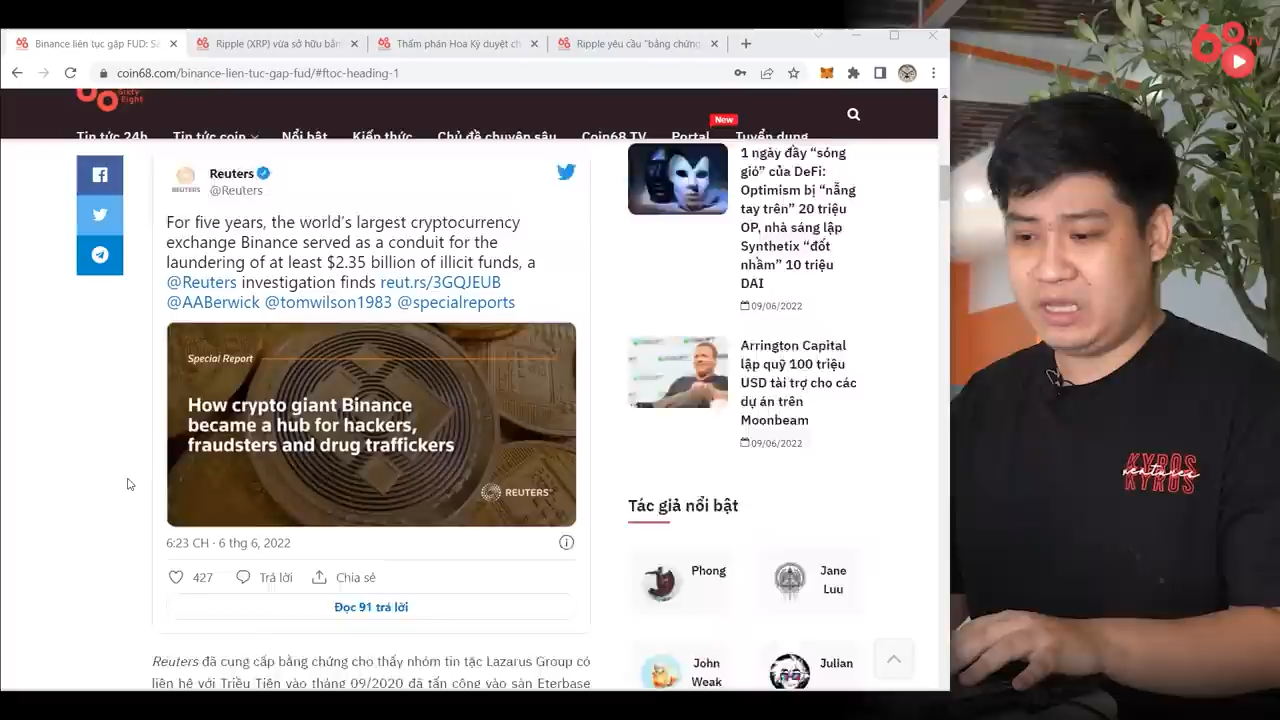 Binance liên tục gặp FUD: Sa
Ripple (XRP) vừa sở hữu bằn
Thẩm phán Hoa Kỳ duyệt ch
Ripple yêu cầu "bằng chứng
coin68.com/binance-lien-tuc-gap-fud/#ftoc-heading-1
68 TV
Sixty
Eight
Tin tức 24h
Tin tức coin
Nổi bật
Kiến thức
Chủ đề chuyên sâu
Coin68 TV
Portal
New
Tuyển dụng
Reuters
@Reuters
REUTERS
For five years, the world's largest cryptocurrency
exchange Binance served as a conduit for the
laundering of at least $2.35 billion of illicit funds, a
@Reuters investigation finds reut.rs/3GQJEUB
@AABerwick @tomwilson1983 @specialreports
Special Report
How crypto giant Binance
became a hub for hackers,
fraudsters and drug traffickers
REUTERS
6:23 CH · 6 thg 6, 2022
427
Trả lời
Chia sẻ
Đọc 91 trả lời
Reuters đã cung cấp bằng chứng cho thấy nhóm tin tặc Lazarus Group có
liên hệ với Triều Tiên vào tháng 09/2020 đã tấn công vào sàn Eterbase
1 ngày đầy “sóng
gió” của DeFi:
Optimism bị “nẫng
tay trên” 20 triệu
OP, nhà sáng lập
Synthetix “đốt
nhầm” 10 triệu
DAI
09/06/2022
Arrington Capital
lập quỹ 100 triệu
USD tài trợ cho các
dự án trên
Moonbeam
09/06/2022
Tác giả nổi bật
Phong
Jane
Luu
John
Weak
Julian
KYROS
ventures
KYROS